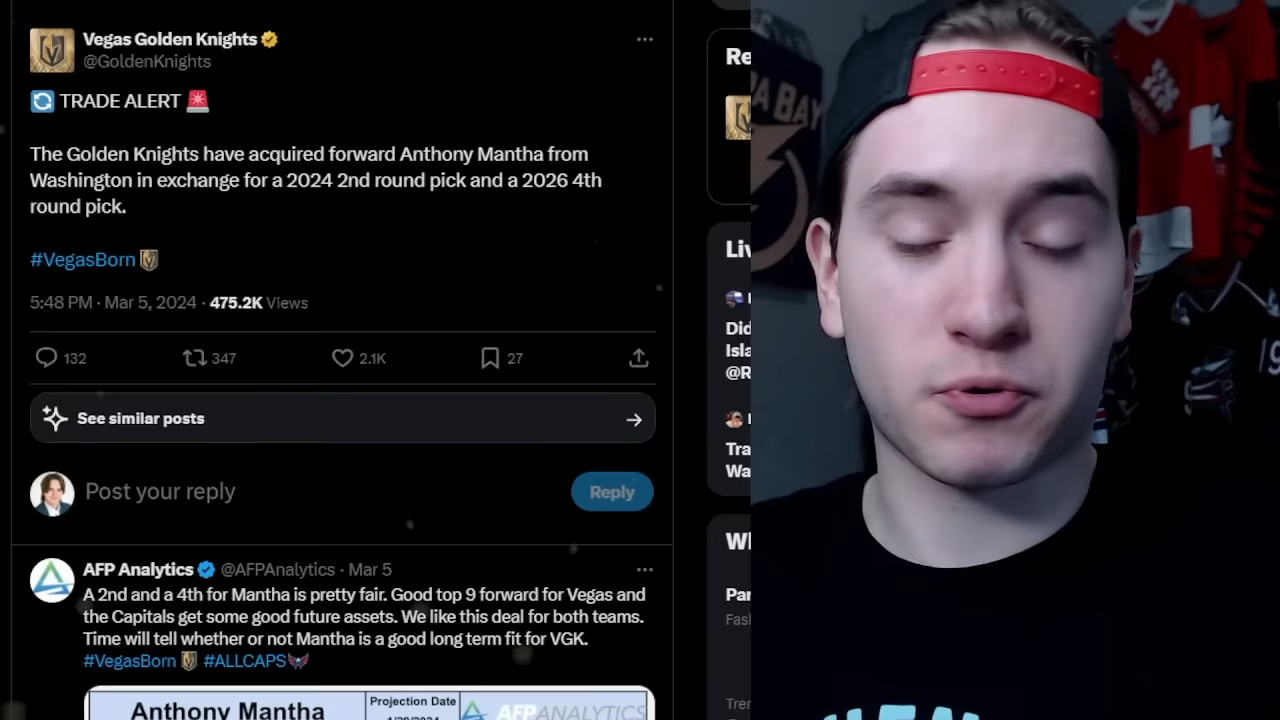 Vegas Golden Knights
@GoldenKnights
TRADE ALERT
The Golden Knights have acquired forward Anthony Mantha from
Washington in exchange for a 2024 2nd round pick and a 2026 4th
round pick.
#VegasBorn
5:48 PM · Mar 5, 2024 · 475.2K Views
132 347 2.1K 27
See similar posts
Post your reply
Reply
AFP Analytics @AFPAnalytics · Mar 5
A 2nd and a 4th for Mantha is pretty fair. Good top 9 forward for Vegas and
the Capitals get some good future assets. We like this deal for both teams.
Time will tell whether or not Mantha is a good long term fit for VGK.
#VegasBorn #ALLCAPS
Anthony Mantha
Projection Date
AFPANALYTICS
Re
Liv
Did
Isla
@R
Tra
Wa
Wh
Par
Fash
Tren
A BAY